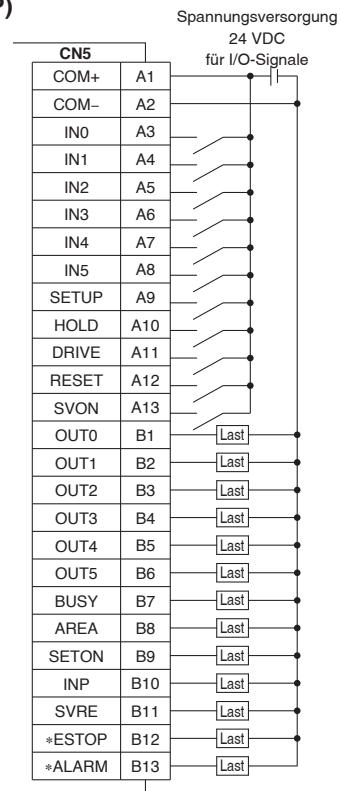 )
Spannungsversorgung
24 VDC
für I/O-Signale
CN5
COM+ A1
COM− A2
IN0 A3
IN1 A4
IN2 A5
IN3 A6
IN4 A7
IN5 A8
SETUP A9
HOLD A10
DRIVE A11
RESET A12
SVON A13
OUT0 B1 Last
OUT1 B2 Last
OUT2 B3 Last
OUT3 B4 Last
OUT4 B5 Last
OUT5 B6 Last
BUSY B7 Last
AREA B8 Last
SETON B9 Last
INP B10 Last
SVRE B11 Last
∗ESTOP B12 Last
∗ALARM B13 Last